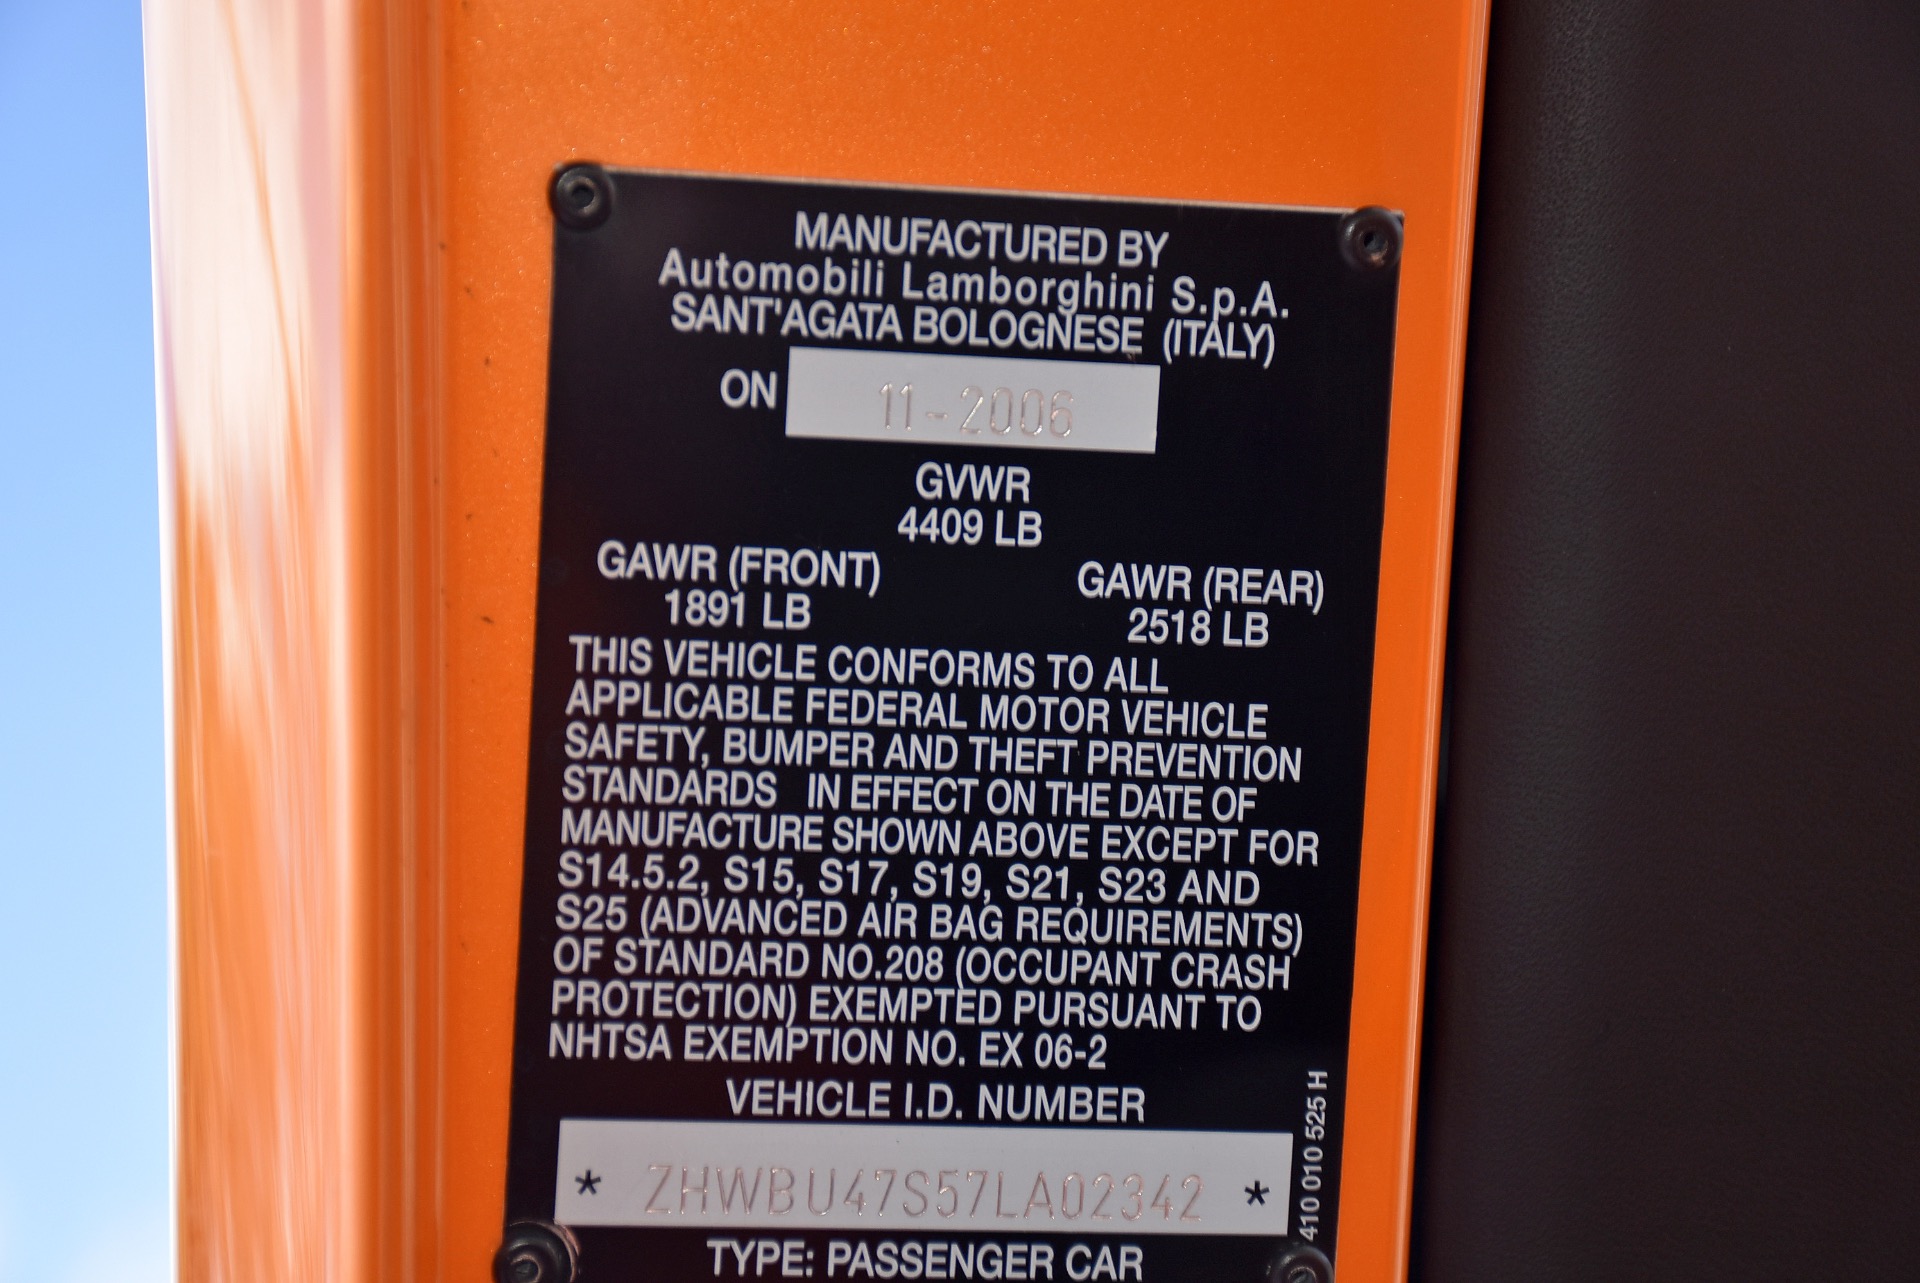 MANUFACTURED BY
Automobili Lamborghini S.p.A.
SANT'AGATA BOLOGNESE (ITALY)
ON 11-2006
GVWR
4409 LB
GAWR (FRONT) GAWR (REAR)
1891 LB 2518 LB
THIS VEHICLE CONFORMS TO ALL
APPLICABLE FEDERAL MOTOR VEHICLE
SAFETY, BUMPER AND THEFT PREVENTION
STANDARDS IN EFFECT ON THE DATE OF
MANUFACTURE SHOWN ABOVE EXCEPT FOR
S14.5.2, S15, S17, S19, S21, S23 AND
S25 (ADVANCED AIR BAG REQUIREMENTS)
OF STANDARD NO.208 (OCCUPANT CRASH
PROTECTION) EXEMPTED PURSUANT TO
NHTSA EXEMPTION NO. EX 06-2
VEHICLE I.D. NUMBER
* ZHWBU47S57LA02342 *
TYPE: PASSENGER CAR
410 010 525 H